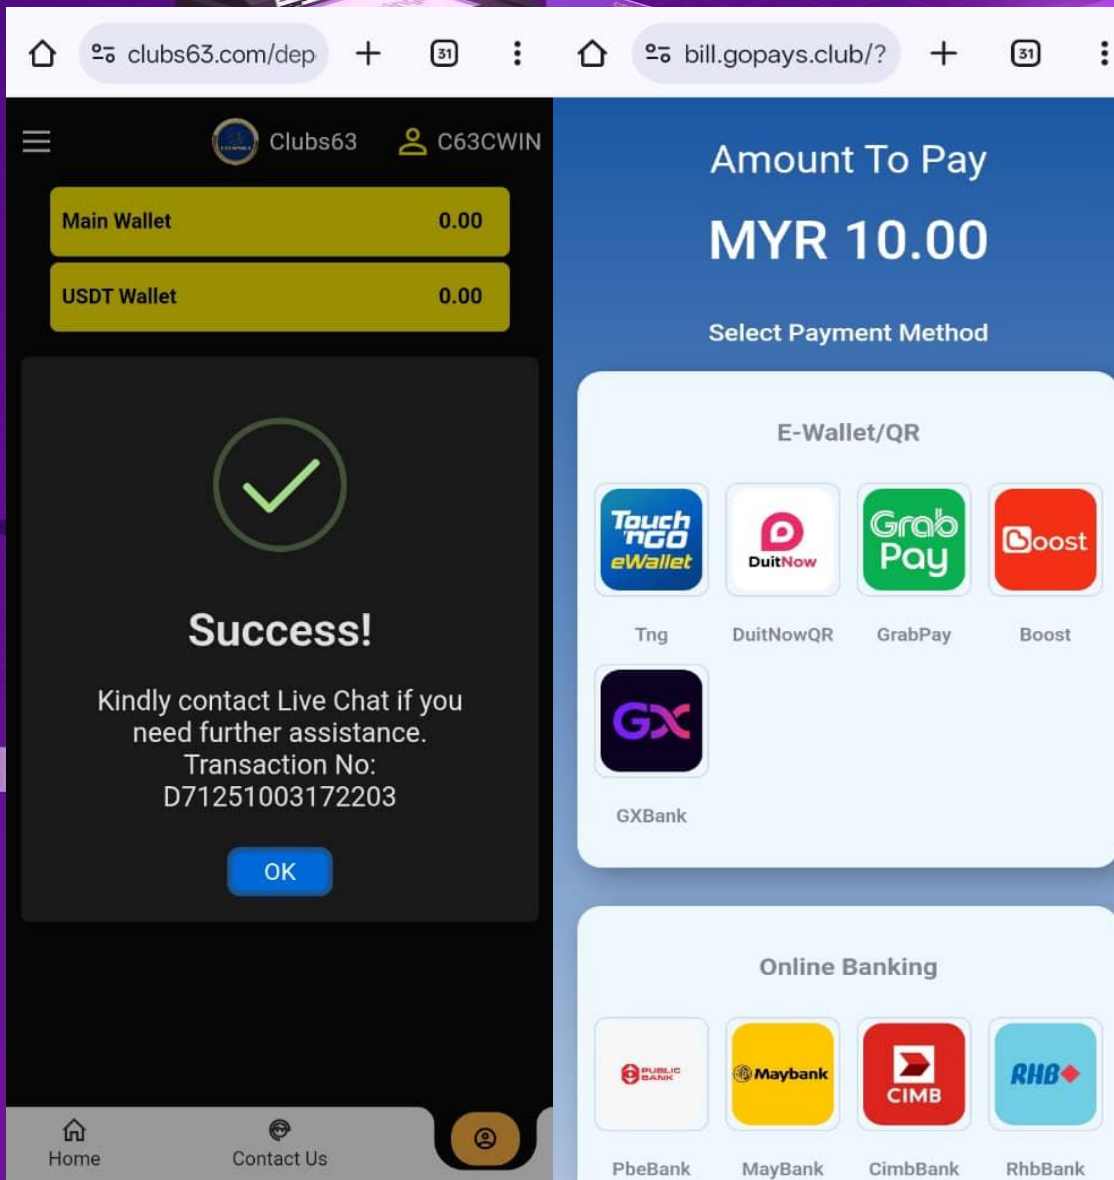 clubs63.com/dep
31
Clubs63
C63CWIN
Main Wallet 0.00
USDT Wallet 0.00
Success!
Kindly contact Live Chat if you
need further assistance.
Transaction No:
D71251003172203
OK
Home
Contact Us
bill.gopays.club/?
31
Amount To Pay
MYR 10.00
Select Payment Method
E-Wallet/QR
Touch
'nGO
eWallet
DuitNow
Grab
Pay
Boost
Tng DuitNowQR GrabPay Boost
GX
GXBank
Online Banking
PUBLIC
BANK
Maybank
CIMB
RHB
PbeBank MayBank CimbBank RhbBank